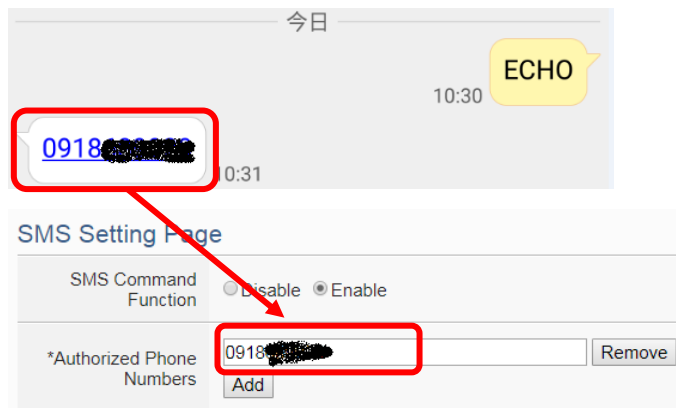 今日
ECHO
10:30
0918
10:31
SMS Setting Page
SMS Command
Function
Disable Enable
*Authorized Phone
Numbers
0918
Remove
Add